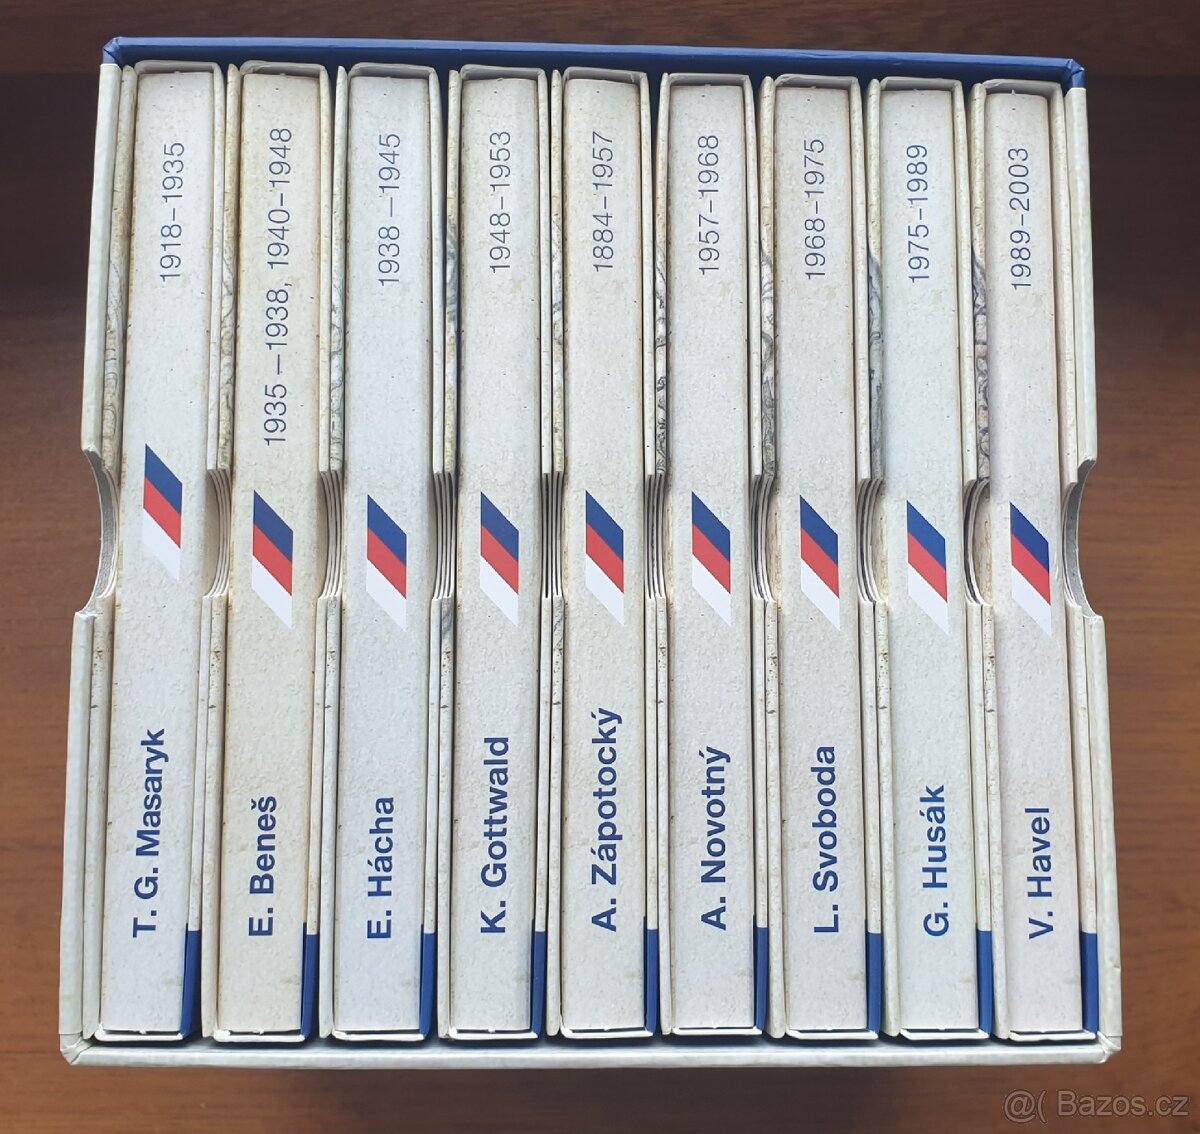 T. G. Masaryk 1918–1935
E. Beneš 1935–1938, 1940–1948
E. Hácha 1938–1945
K. Gottwald 1948–1953
A. Zápotocký 1884–1957
A. Novotný 1957–1968
L. Svoboda 1968–1975
G. Husák 1975–1989
V. Havel 1989–2003
@( Bazos.cz